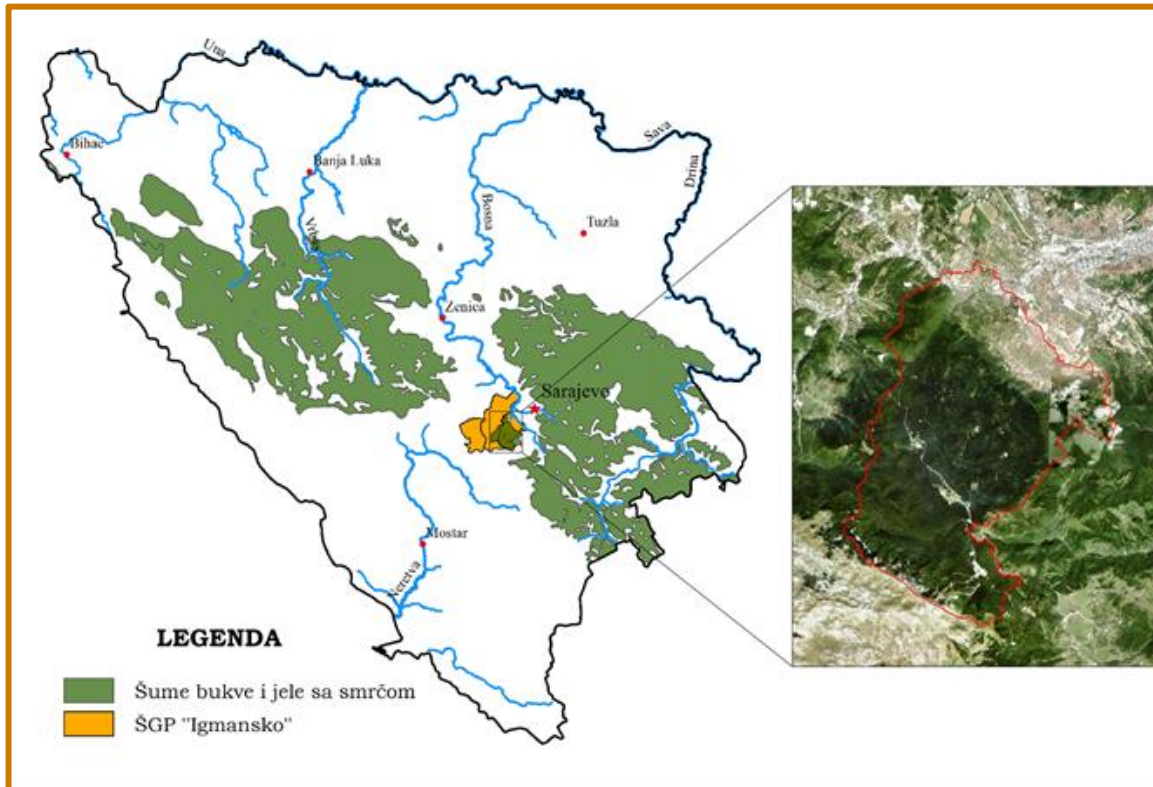 Una
Sava
Bihac
Banja Luka
Drina
Bosna
Vrbas
Tuzla
Zenica
Sarajevo
Mostar
Neretva
LEGENDA
Šume bukve i jele sa smrčom
ŠGP "Igmansko"